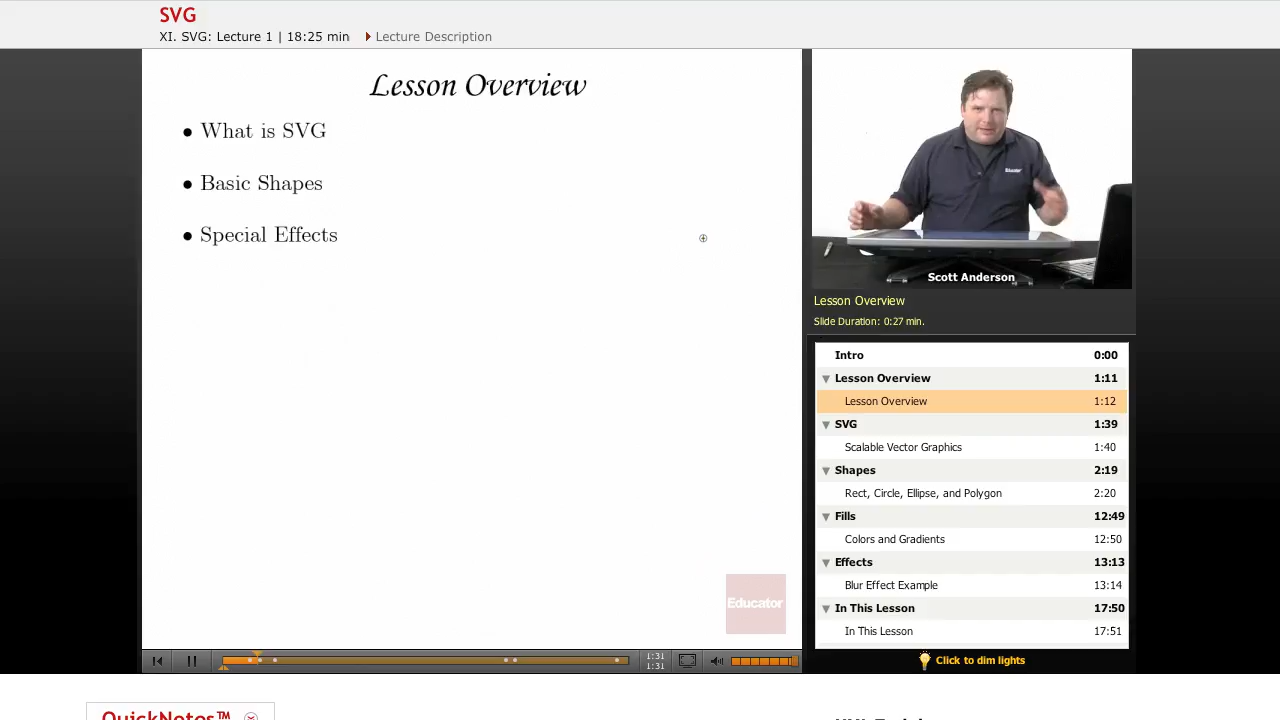 SVG
XI. SVG: Lecture 1 | 18:25 min
Lecture Description
Lesson Overview
• What is SVG
• Basic Shapes
• Special Effects
Educator
Educator
Scott Anderson
Lesson Overview
Slide Duration: 0:27 min.
Intro 0:00
Lesson Overview 1:11
Lesson Overview 1:12
SVG 1:39
Scalable Vector Graphics 1:40
Shapes 2:19
Rect, Circle, Ellipse, and Polygon 2:20
Fills 12:49
Colors and Gradients 12:50
Effects 13:13
Blur Effect Example 13:14
In This Lesson 17:50
In This Lesson 17:51
1:31
1:31
Click to dim lights
QuickNotes™